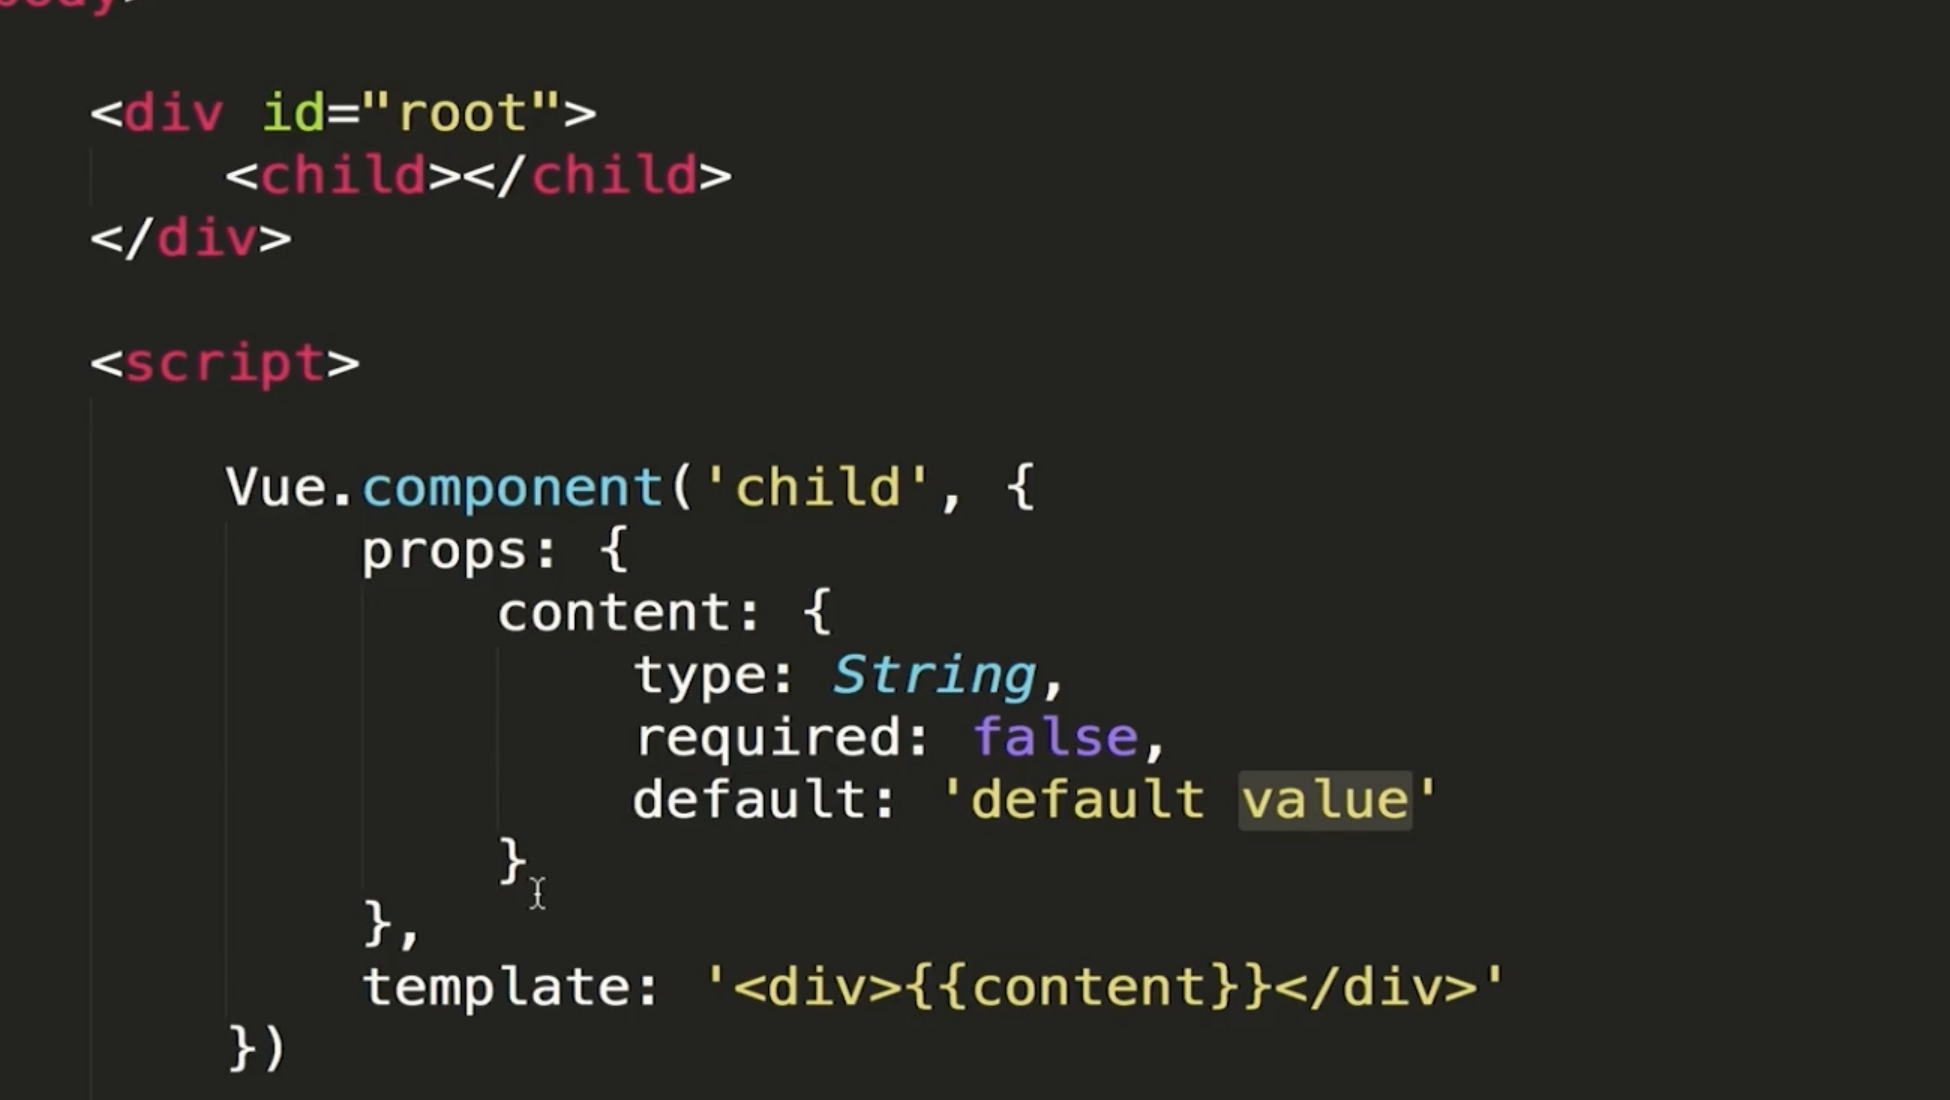 body>
<div id="root">
<child></child>
</div>
<script>
Vue.component('child', {
props: {
content: {
type: String,
required: false,
default: 'default value'
}
},
template: '<div>{{content}}</div>'
})